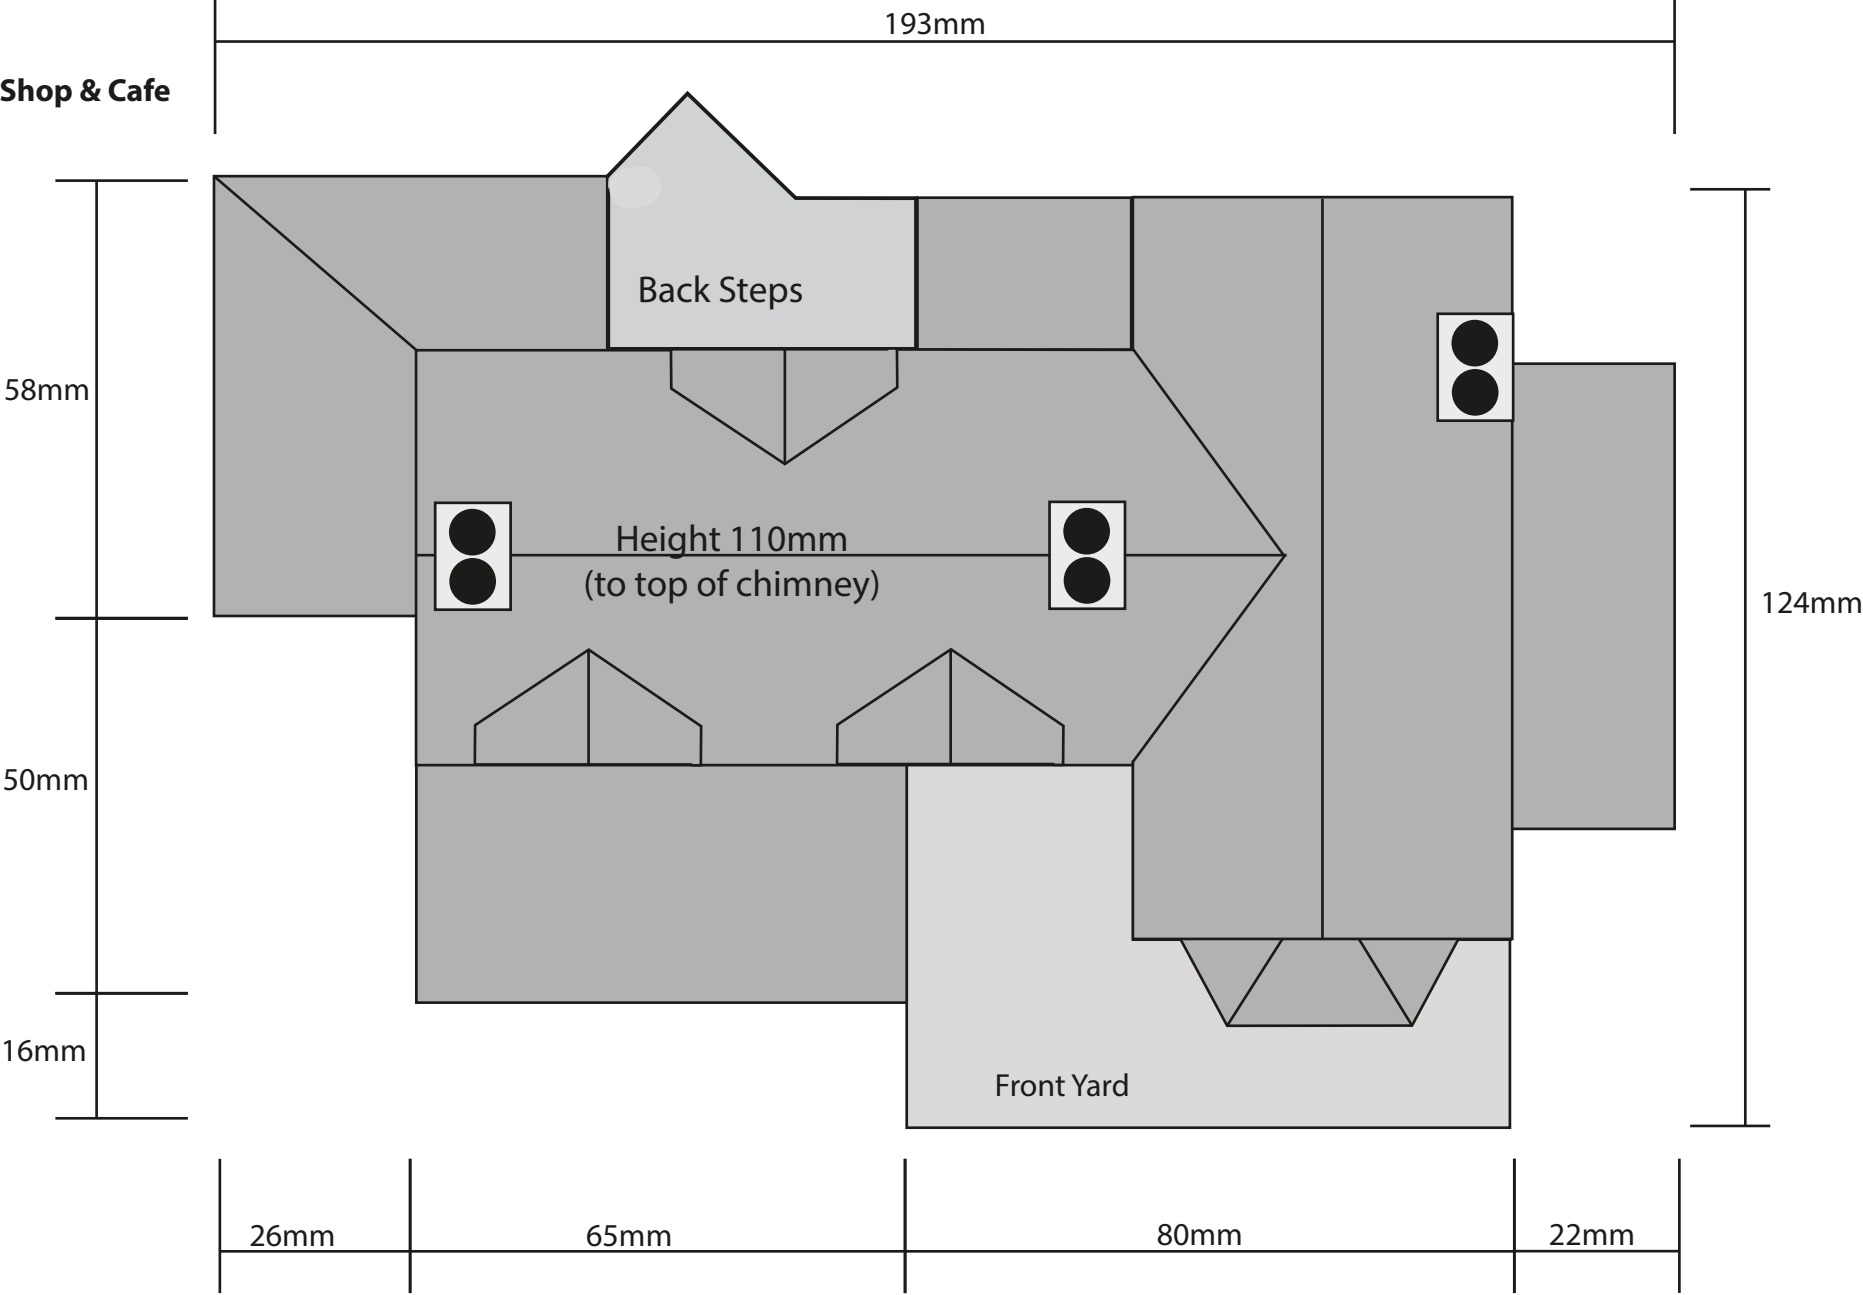 193mm
Shop & Cafe
Back Steps
58mm
Height 110mm
(to top of chimney)
124mm
50mm
16mm
Front Yard
26mm
65mm
80mm
22mm